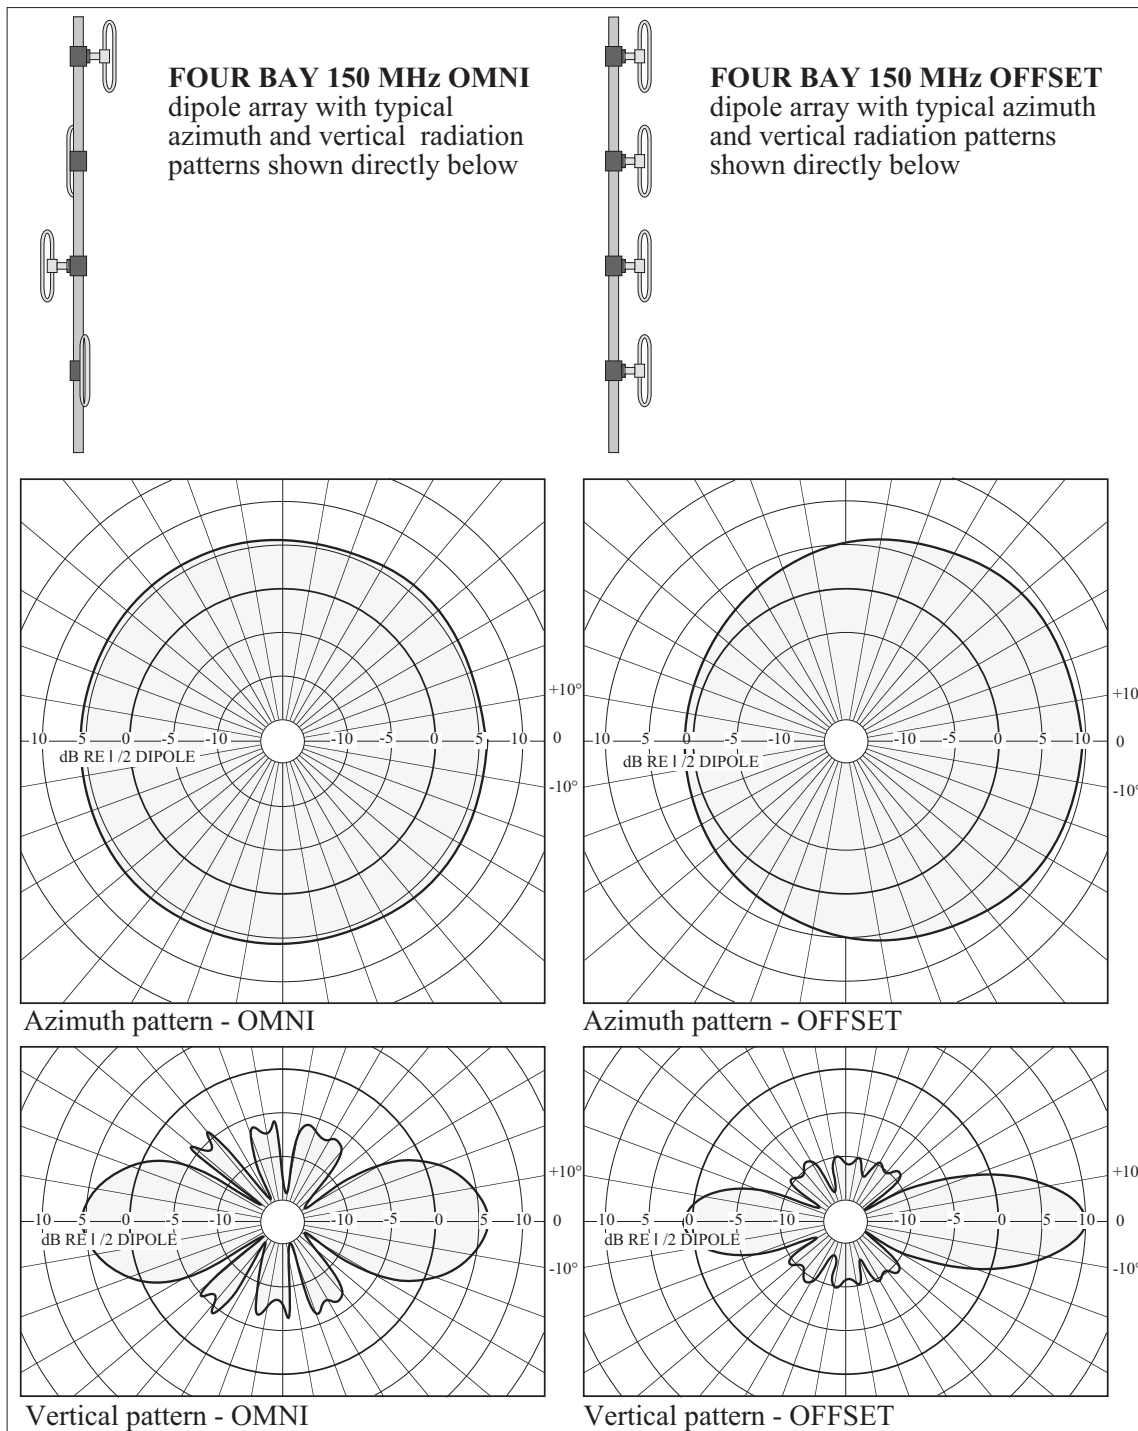 FOUR BAY 150 MHz OMNI
dipole array with typical
azimuth and vertical radiation
patterns shown directly below
FOUR BAY 150 MHz OFFSET
dipole array with typical azimuth
and vertical radiation patterns
shown directly below
+10°
10 5 0 -5 -10 -10 -5 0 5 10 0
dB RE l /2 DIPOLE
-10°
Azimuth pattern - OMNI
+10
10 5 0 -5 -10 -10 -5 0 5 10 0
dB RE l /2 DIPOLE
-10°
Azimuth pattern - OFFSET
+10°
10 5 0 -5 -10 -10 -5 0 5 10 0
dB RE l /2 DIPOLE
-10°
Vertical pattern - OMNI
+10°
10 5 0 -5 -10 -10 -5 0 5 10 0
dB RE l /2 DIPOLE
-10°
Vertical pattern - OFFSET